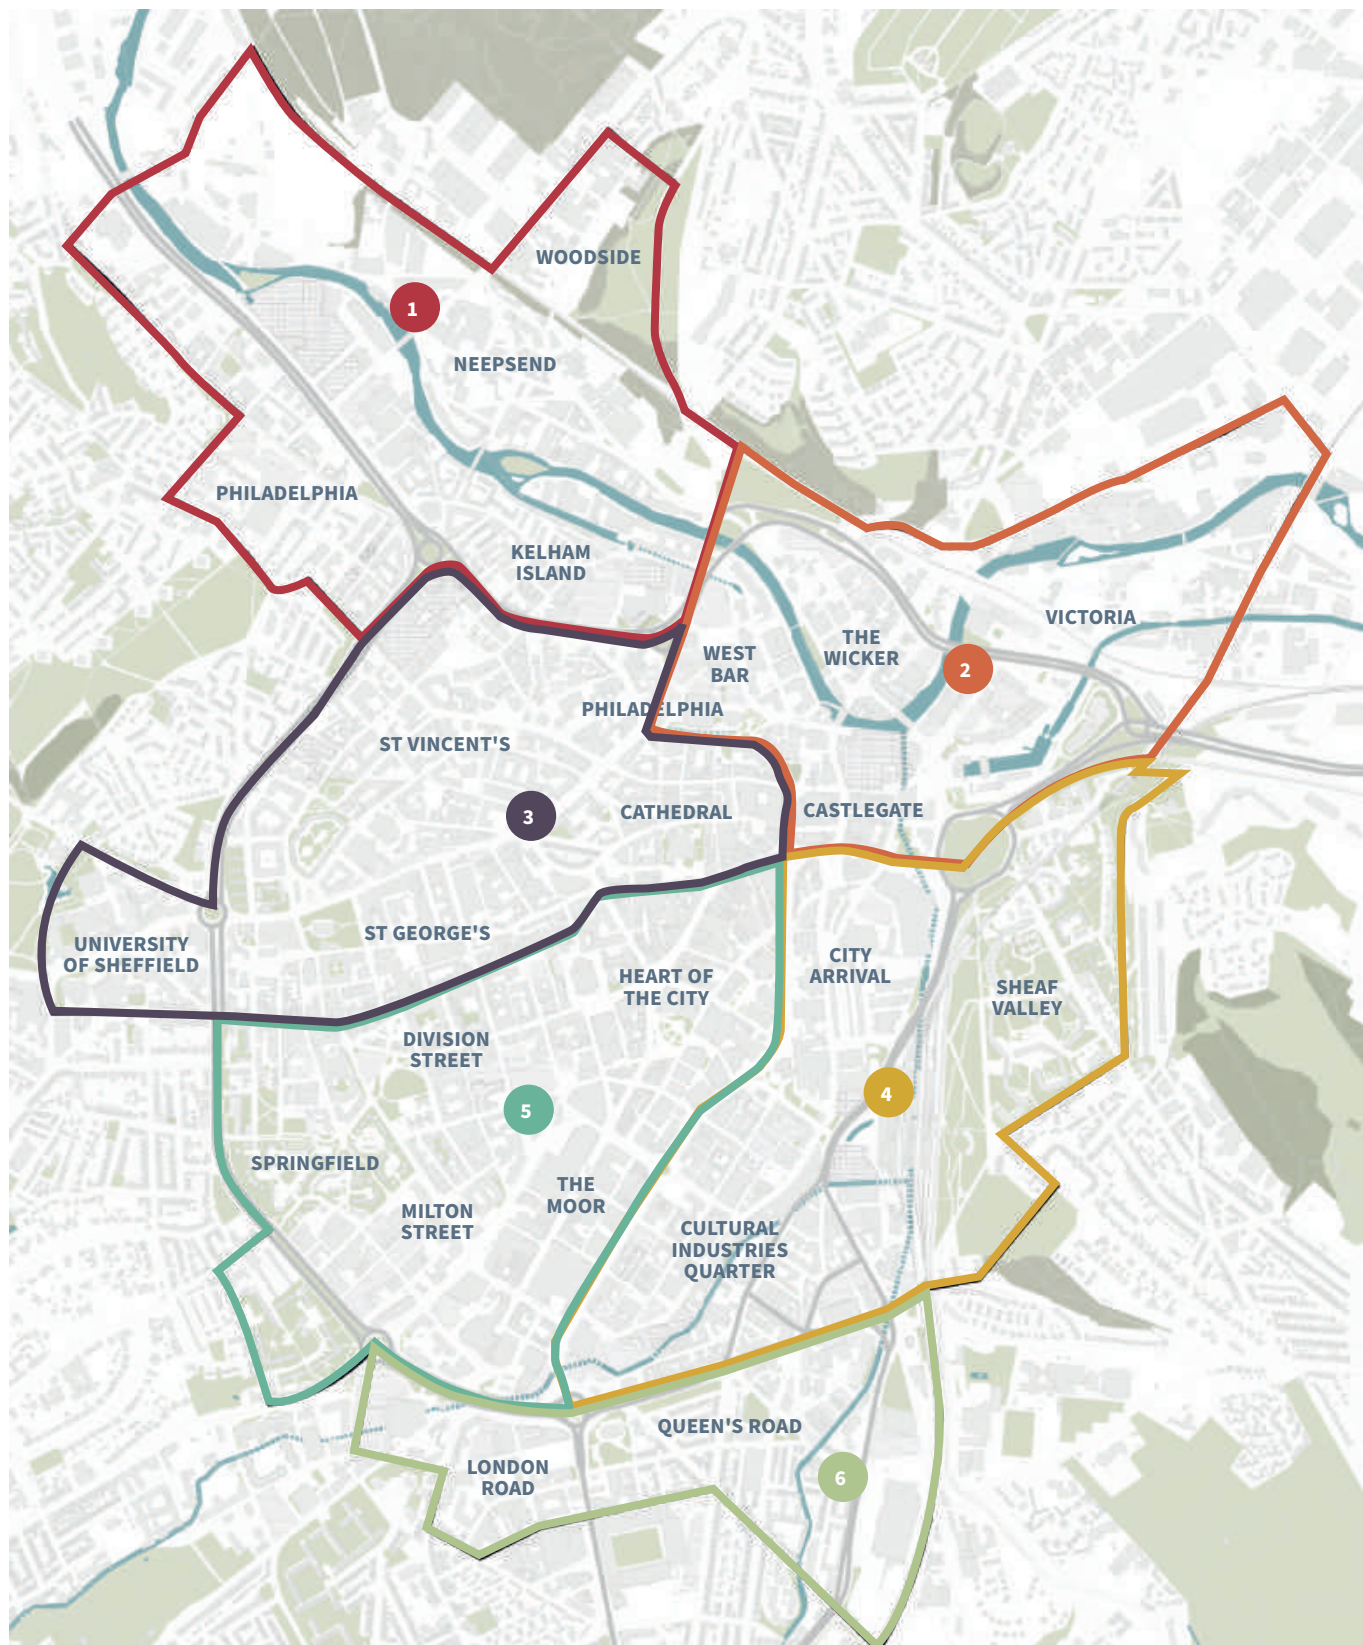 WOODSIDE
1
NEEPSEND
PHILADELPHIA
KELHAM
ISLAND
VICTORIA
THE
WICKER
2
WEST
BAR
PHILADELPHIA
ST VINCENT'S
3
CATHEDRAL
CASTLEGATE
ST GEORGE'S
UNIVERSITY
OF SHEFFIELD
HEART OF
THE CITY
CITY
ARRIVAL
SHEAF
VALLEY
DIVISION
STREET
5
4
SPRINGFIELD
MILTON
STREET
THE
MOOR
CULTURAL
INDUSTRIES
QUARTER
QUEEN'S ROAD
LONDON
ROAD
6